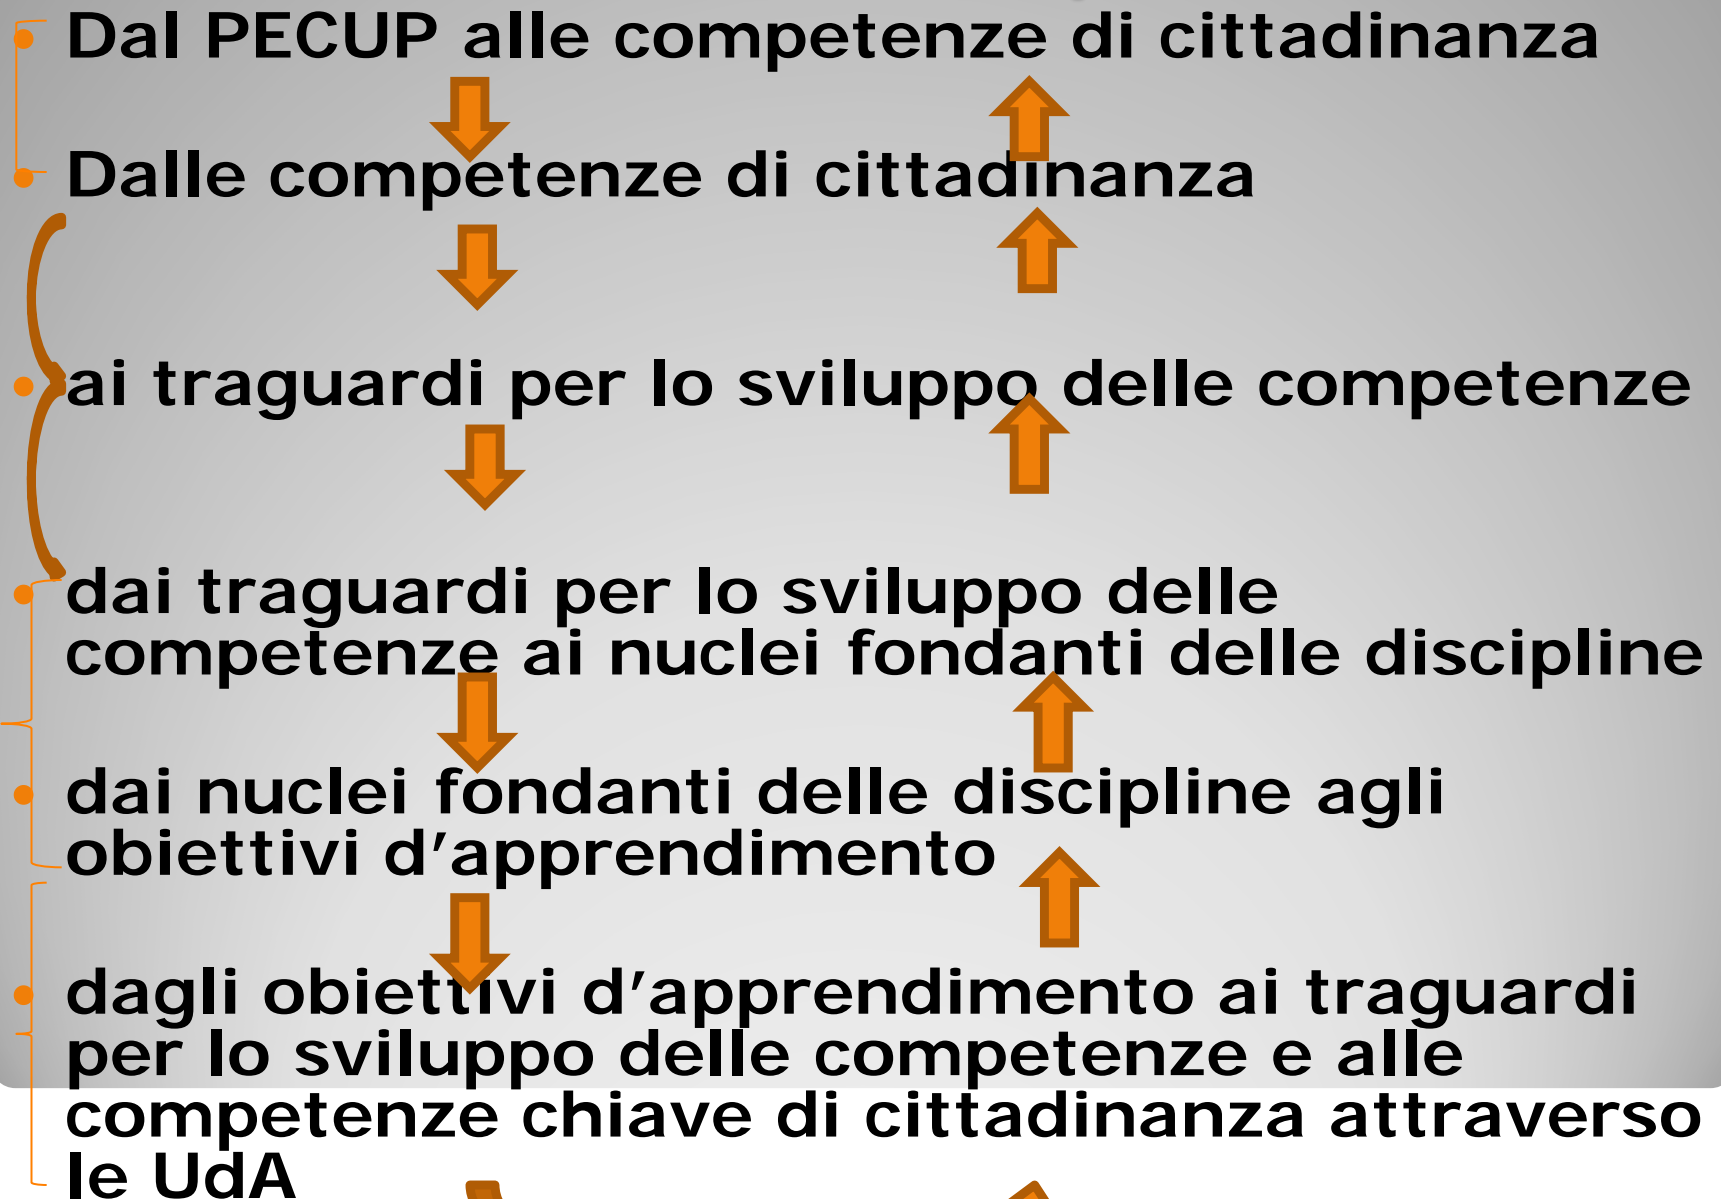 • Dal PECUP alle competenze di cittadinanza
• Dalle competenze di cittadinanza
• ai traguardi per lo sviluppo delle competenze
• dai traguardi per lo sviluppo delle
competenze ai nuclei fondanti delle discipline
• dai nuclei fondanti delle discipline agli
obiettivi d’apprendimento
• dagli obiettivi d’apprendimento ai traguardi
per lo sviluppo delle competenze e alle
competenze chiave di cittadinanza attraverso
le UdA